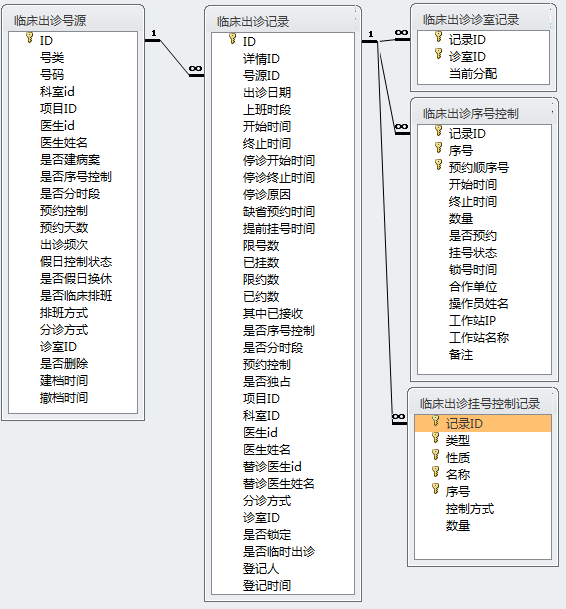 临床出诊号源
ID
号类
号码
科室id
项目ID
医生id
医生姓名
是否建病案
是否序号控制
是否分时段
预约控制
预约天数
出诊频次
假日控制状态
是否假日换休
是否临床排班
排班方式
分诊方式
诊室ID
是否删除
建档时间
撤档时间
1
∞
临床出诊记录
ID
详情ID
号源ID
出诊日期
上班时段
开始时间
终止时间
停诊开始时间
停诊终止时间
停诊原因
缺省预约时间
提前挂号时间
限号数
已挂数
限约数
已约数
其中已接收
是否序号控制
是否分时段
预约控制
是否独占
项目ID
科室ID
医生id
医生姓名
替诊医生id
替诊医生姓名
分诊方式
诊室ID
是否锁定
是否临时出诊
登记人
登记时间
1
∞
临床出诊诊室记录
记录ID
诊室ID
当前分配
∞
临床出诊序号控制
记录ID
序号
预约顺序号
开始时间
终止时间
数量
是否预约
挂号状态
锁号时间
合作单位
操作员姓名
工作站IP
工作站名称
备注
∞
临床出诊挂号控制记录
记录ID
类型
性质
名称
序号
控制方式
数量